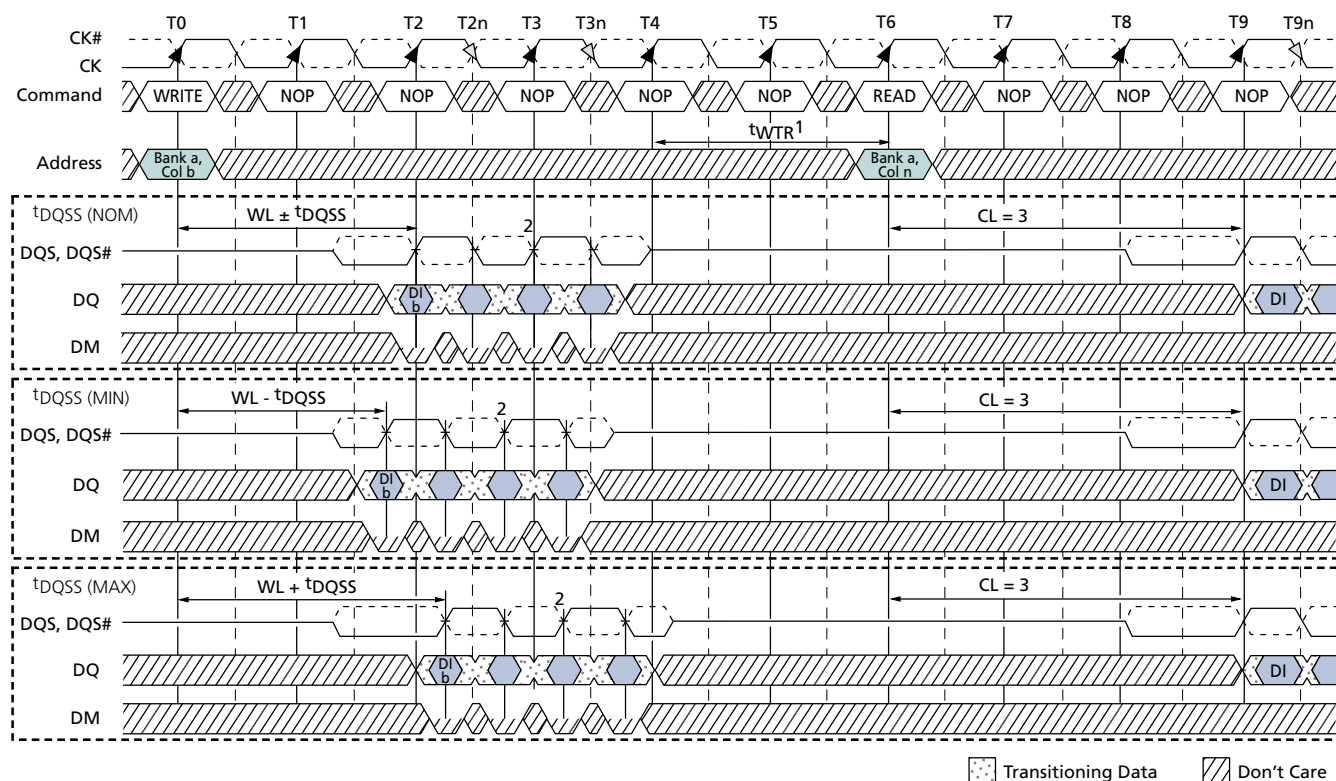 T0 T1 T2 T2n T3 T3n T4 T5 T6 T7 T8 T9 T9n
CK#
CK
Command WRITE NOP NOP NOP NOP NOP READ NOP NOP NOP
tWTR1
Address Bank a, Col b Bank a, Col n
tDQSS (NOM) WL ± tDQSS 2 CL = 3
DQS, DQS#
DQ DI b DI
DM
tDQSS (MIN) WL - tDQSS 2 CL = 3
DQS, DQS#
DQ DI b DI
DM
tDQSS (MAX) WL + tDQSS 2 CL = 3
DQS, DQS#
DQ DI b DI
DM
Transitioning Data Don't Care